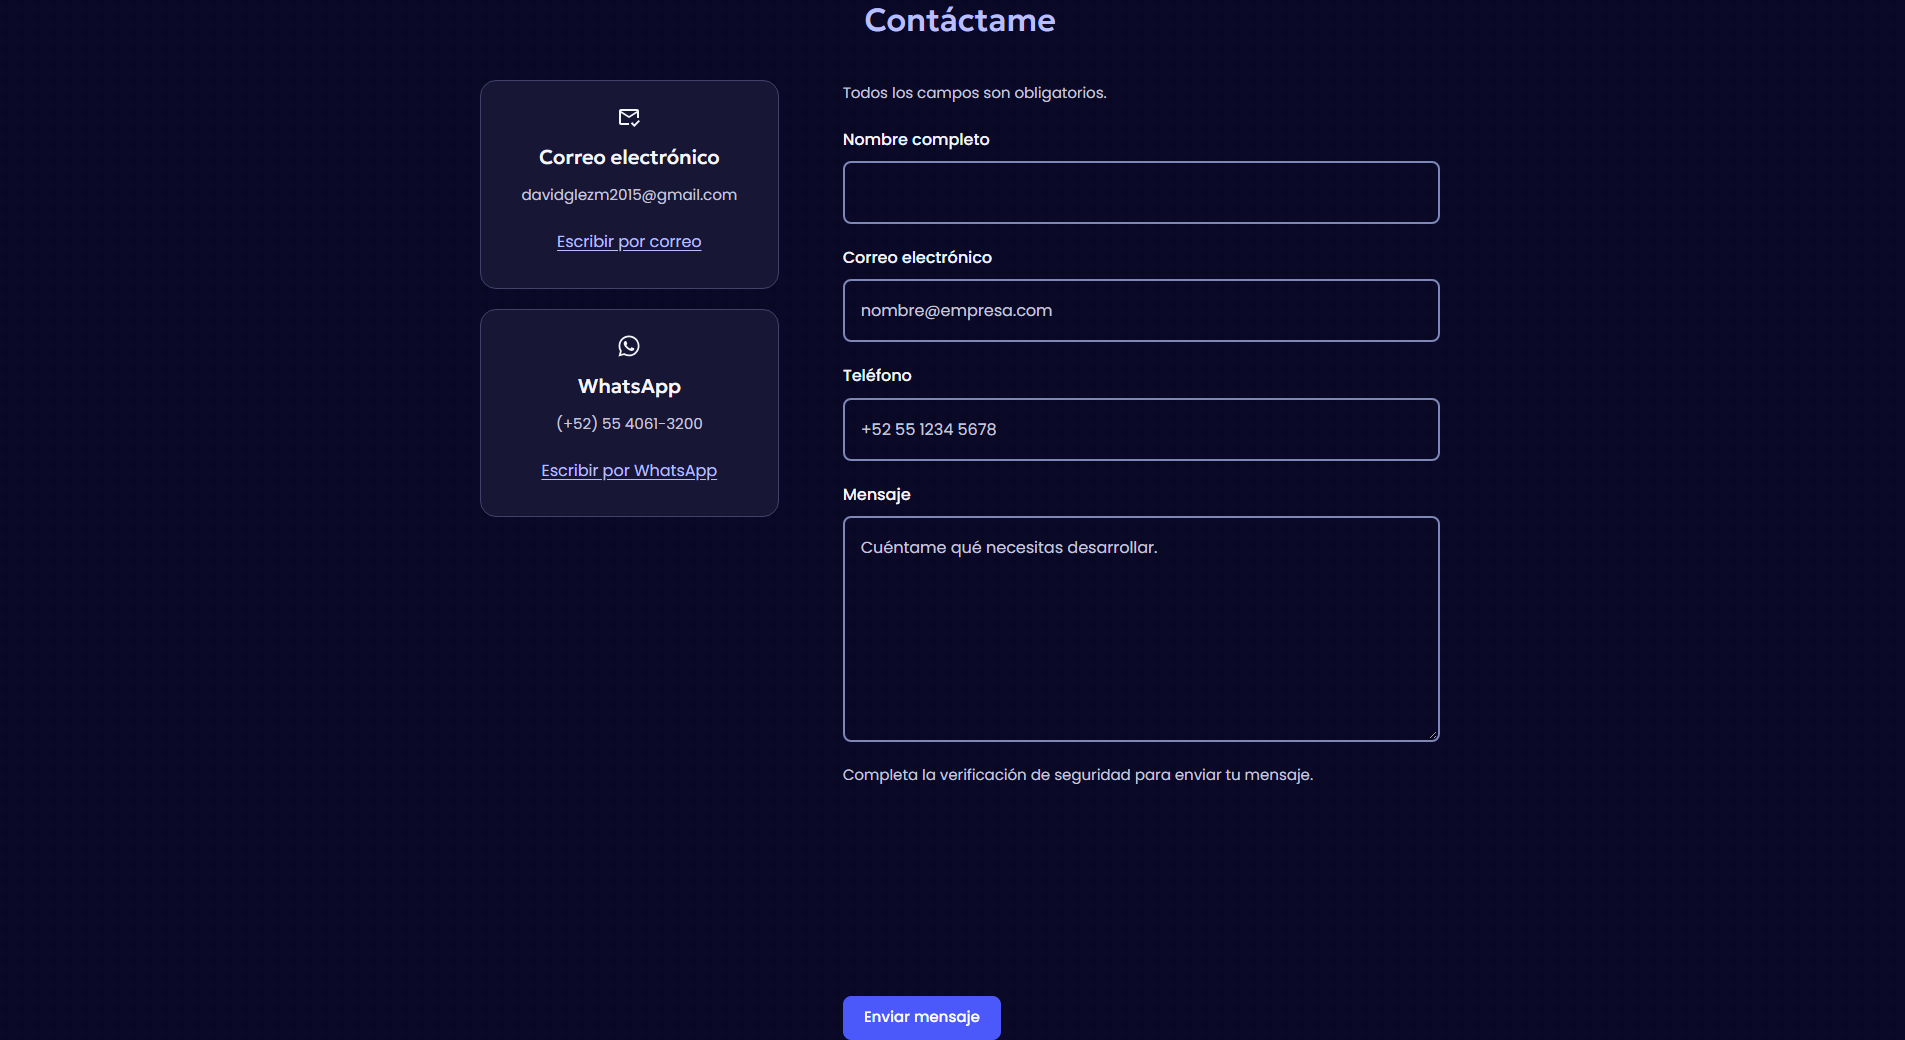 Contáctame
Correo electrónico
davidglezm2015@gmail.com
Escribir por correo
WhatsApp
(+52) 55 4061-3200
Escribir por WhatsApp
Todos los campos son obligatorios.
Nombre completo
Correo electrónico
nombre@empresa.com
Teléfono
+52 55 1234 5678
Mensaje
Cuéntame qué necesitas desarrollar.
Completa la verificación de seguridad para enviar tu mensaje.
Enviar mensaje